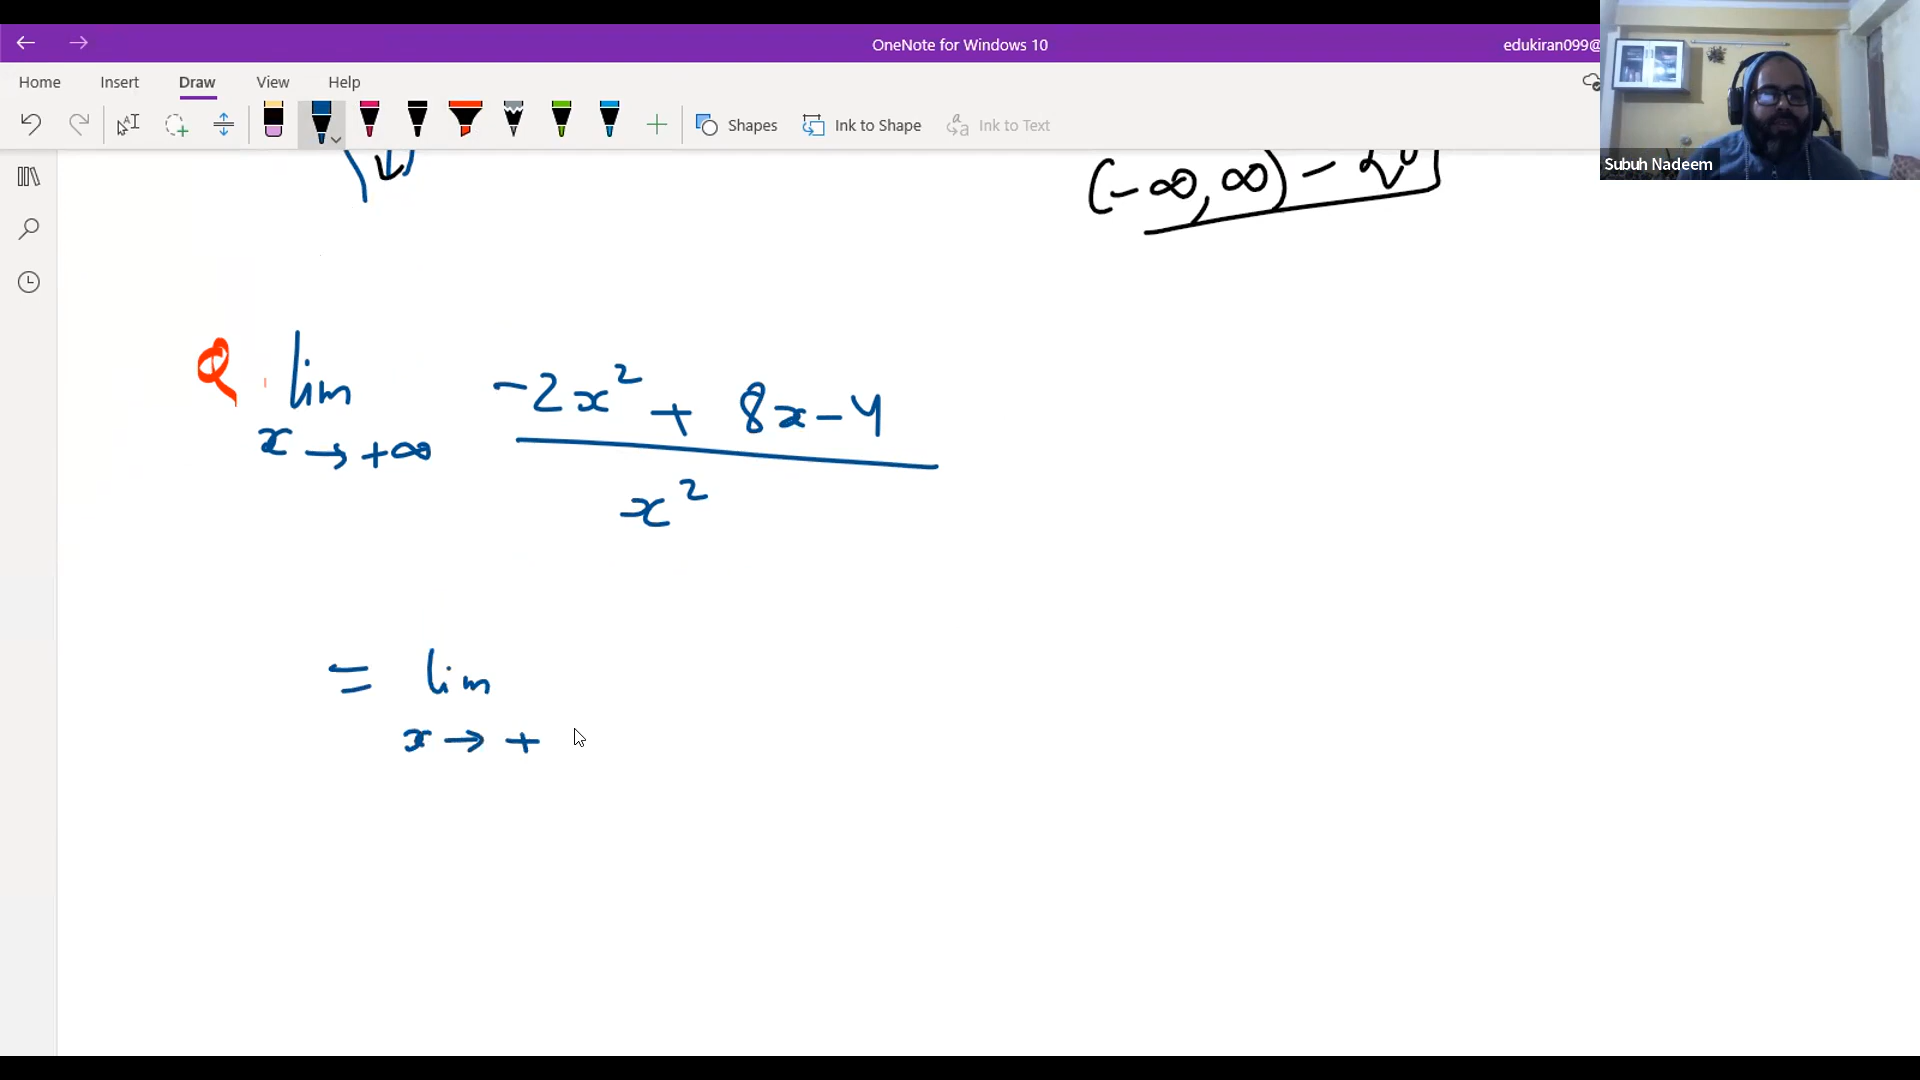 OneNote for Windows 10
edukiran099@
Home Insert Draw View Help
Shapes Ink to Shape Ink to Text
Subuh Nadeem
(-∞,∞) -
Q. lim -2x² + 8x - 4
x → +∞ x²
= lim
x → +